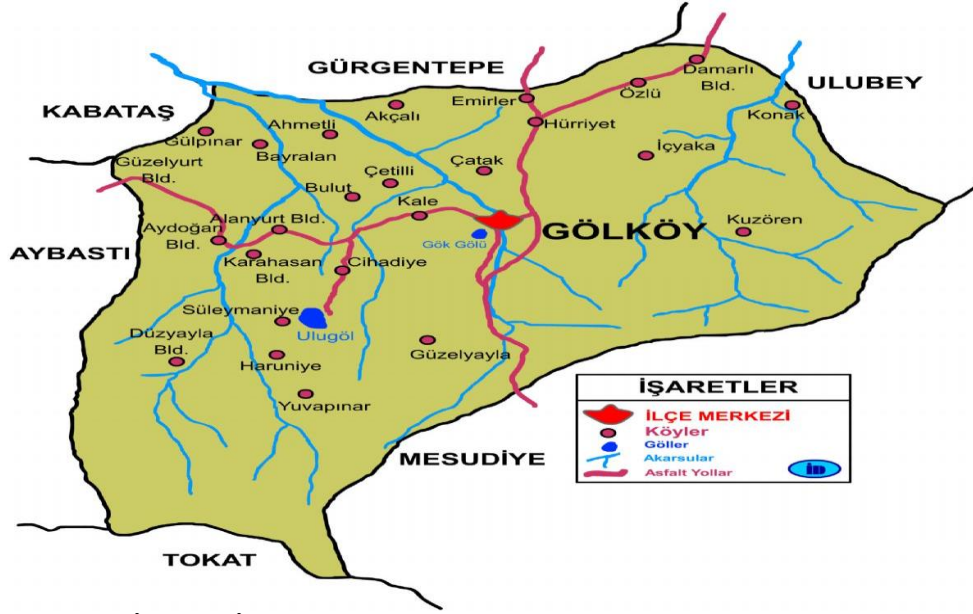 GÜRGENTEPE
KABATAŞ
ULUBEY
Damarlı
Bld.
Özlü
Konak
Emirler
Hürriyet
Akçalı
Ahmetli
Gülpınar
Bayralan
İçyaka
Güzelyurt
Bld.
Çatak
Çetilli
Bulut
Kale
Alanyurt Bld.
Aydoğan
Bld.
Kuzören
GÖLKÖY
Gök Gölü
AYBASTI
Karahasan
Bld.
Cihadiye
Süleymaniye
Ulugöl
Düzyayla
Bld.
Haruniye
Güzelyayla
Yuvapınar
MESUDİYE
TOKAT
İŞARETLER
İLÇE MERKEZİ
Köyler
Göller
Akarsular
Asfalt Yollar